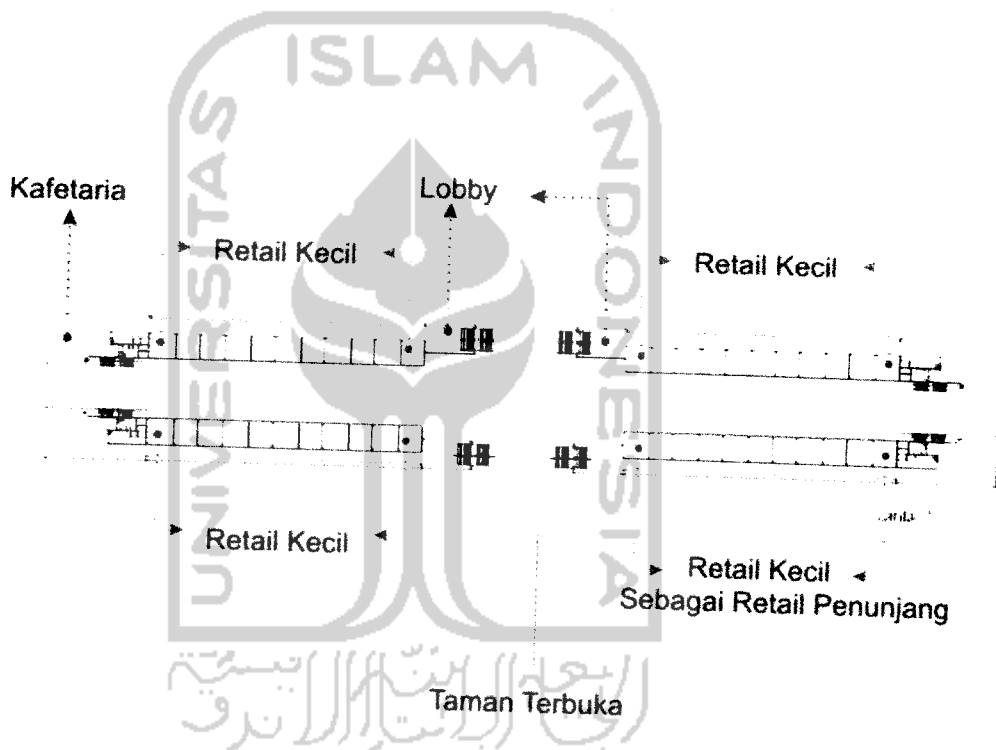 ISLAM
UNIVERSITAS
INDONESIA
Kafetaria
Lobby
Retail Kecil
Retail Kecil
Retail Kecil
Retail Kecil
Sebagai Retail Penunjang
Taman Terbuka